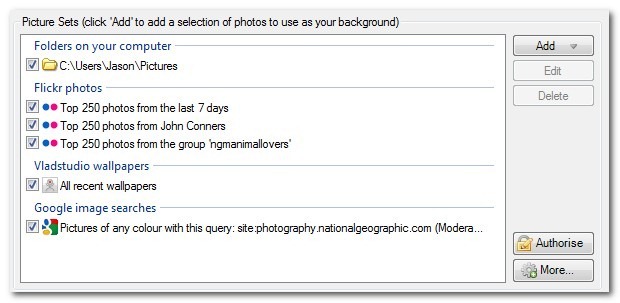 Picture Sets (click 'Add' to add a selection of photos to use as your background)
Folders on your computer
C:\Users\Jason\Pictures
Flickr photos
Top 250 photos from the last 7 days
Top 250 photos from John Conners
Top 250 photos from the group 'ngmanimallovers'
Vladstudio wallpapers
All recent wallpapers
Google image searches
Pictures of any colour with this query: site:photography.nationalgeographic.com (Modera...
Add
Edit
Delete
Authorise
More...